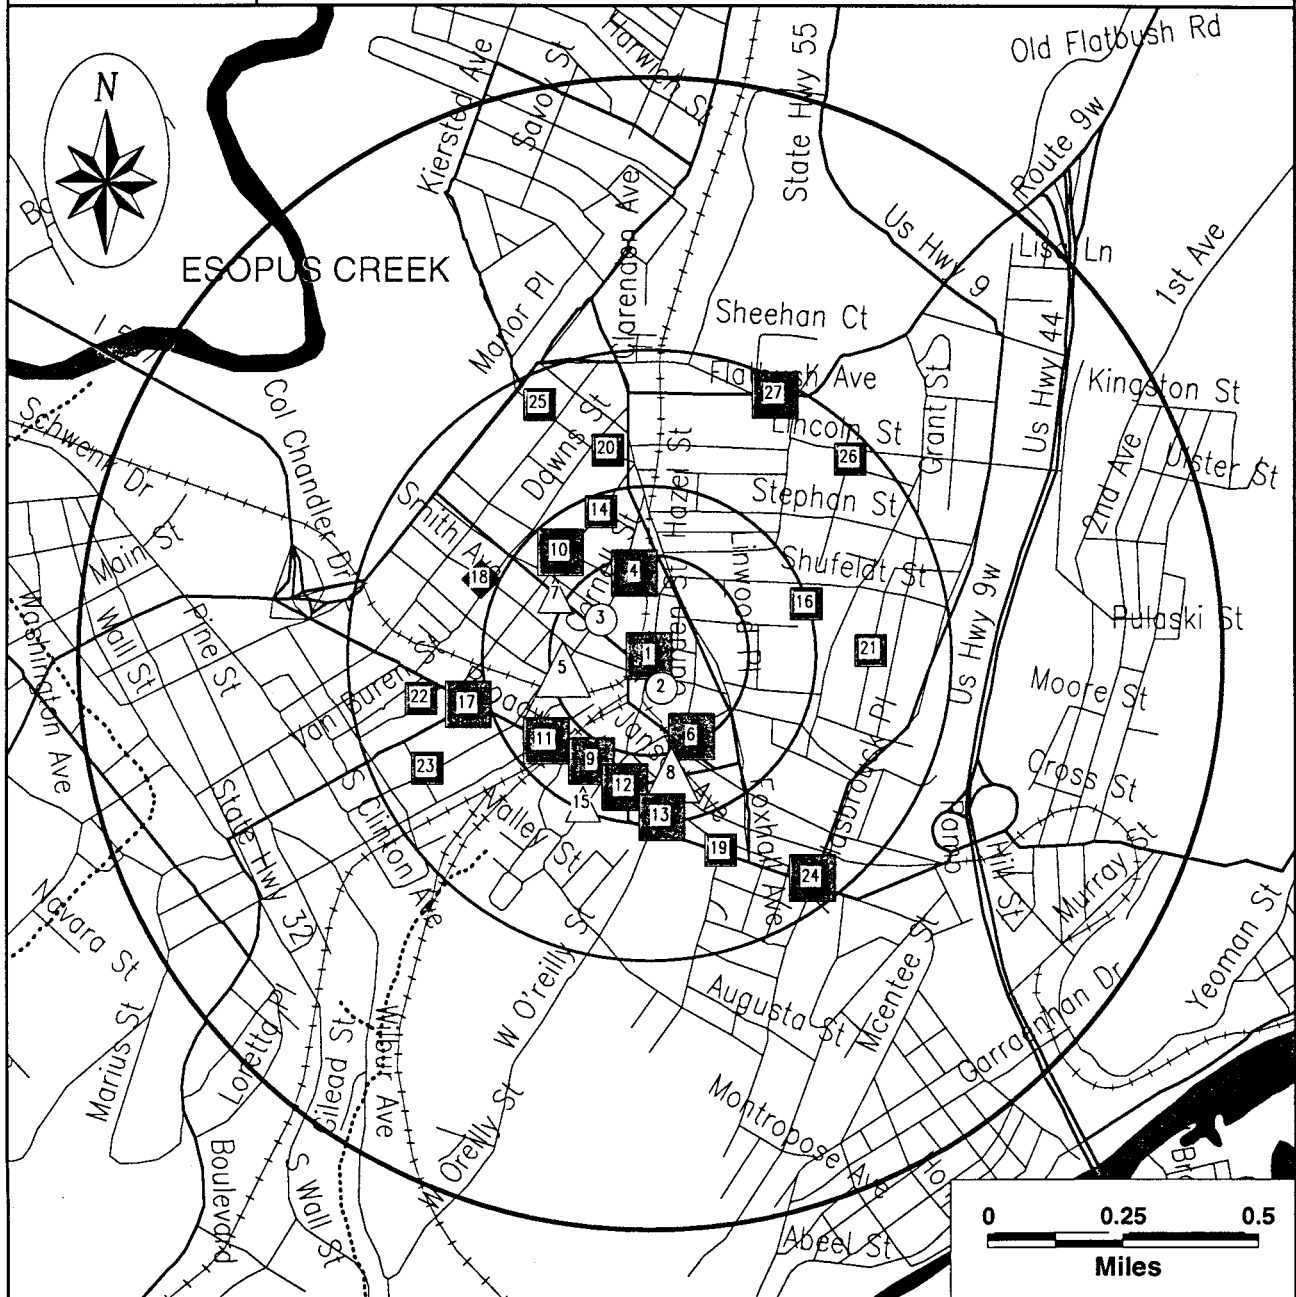 Old Flatbush Rd
Harwich St
Kiersted Ave
Savoy St
State Hwy 55
N
Route 9w
Clarendon Ave
Us Hwy 9
Lisa Ln
1st Ave
ESOPUS CREEK
Manor Pl
Sheehan Ct
Us Hwy 44
Flatbush Ave
27
Kingston St
Col Chandler Dr
25
Grant St
Schwenk Dr
Downs St
Lincoln St
20
Hazel St
26
2nd Ave
Ulster St
Smith Ave
Stephan St
14
Main St
10
4
Linwood Pl
Shufeldt St
18
7
16
Washington Ave
Wall St
Pine St
3
Pulaski St
1
Garden St
21
5
Us Hwy 9w
Van Buren St
Broadway
2
Moore St
22
17
11
6
Hasbrouck Pl
9
8
Cross St
23
S Clinton Ave
12
15
13
Foxhall Ave
State Hwy 32
19
Hill St
Murray St
24
Navara St
Yeoman St
Augusta St
Mcentee St
W O'reilly St
Garraghan Dr
Loretta Pl
Marius St
Gilead St
Wilbur Ave
W Oreilly St
Montropose Ave
Boulevard
S Wall St
Abeel St
0 0.25 0.5
Miles